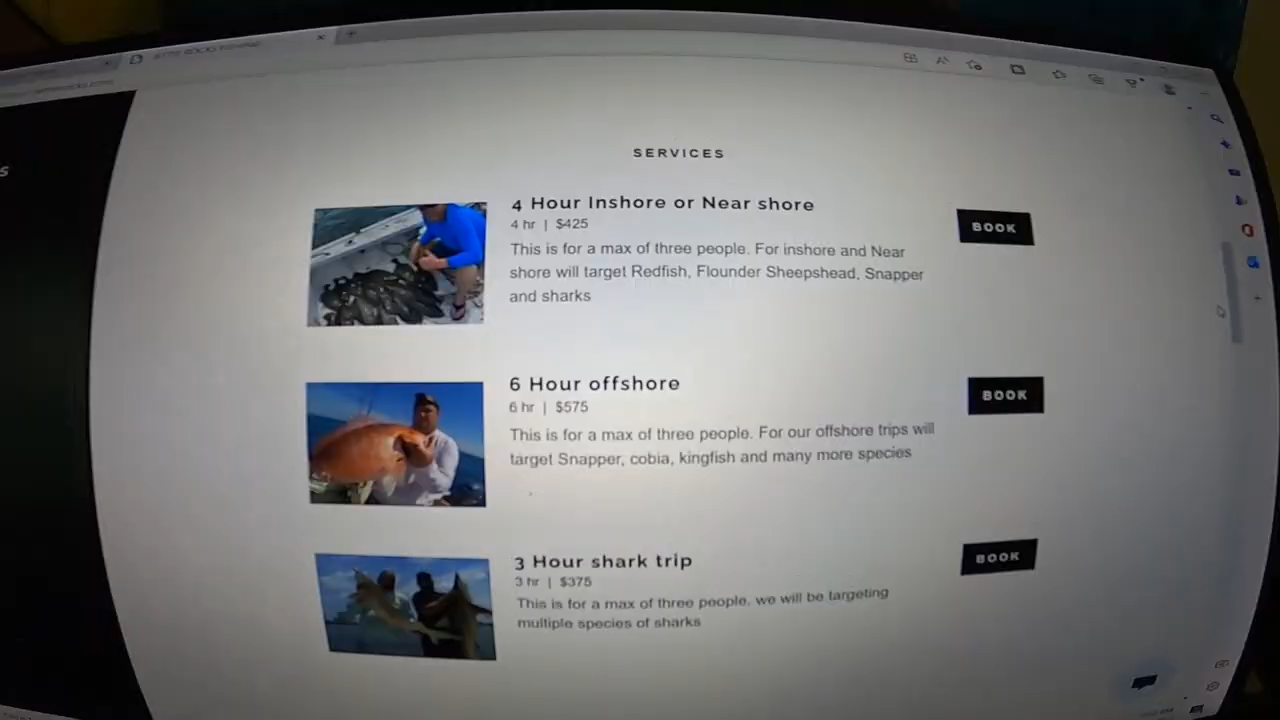 SERVICES
4 Hour Inshore or Near shore
4 hr | $425
This is for a max of three people. For inshore and Near
shore will target Redfish, Flounder Sheepshead, Snapper
and sharks
BOOK
6 Hour offshore
6 hr | $575
This is for a max of three people. For our offshore trips will
target Snapper, cobia, kingfish and many more species
BOOK
3 Hour shark trip
3 hr | $375
This is for a max of three people, we will be targeting
multiple species of sharks
BOOK